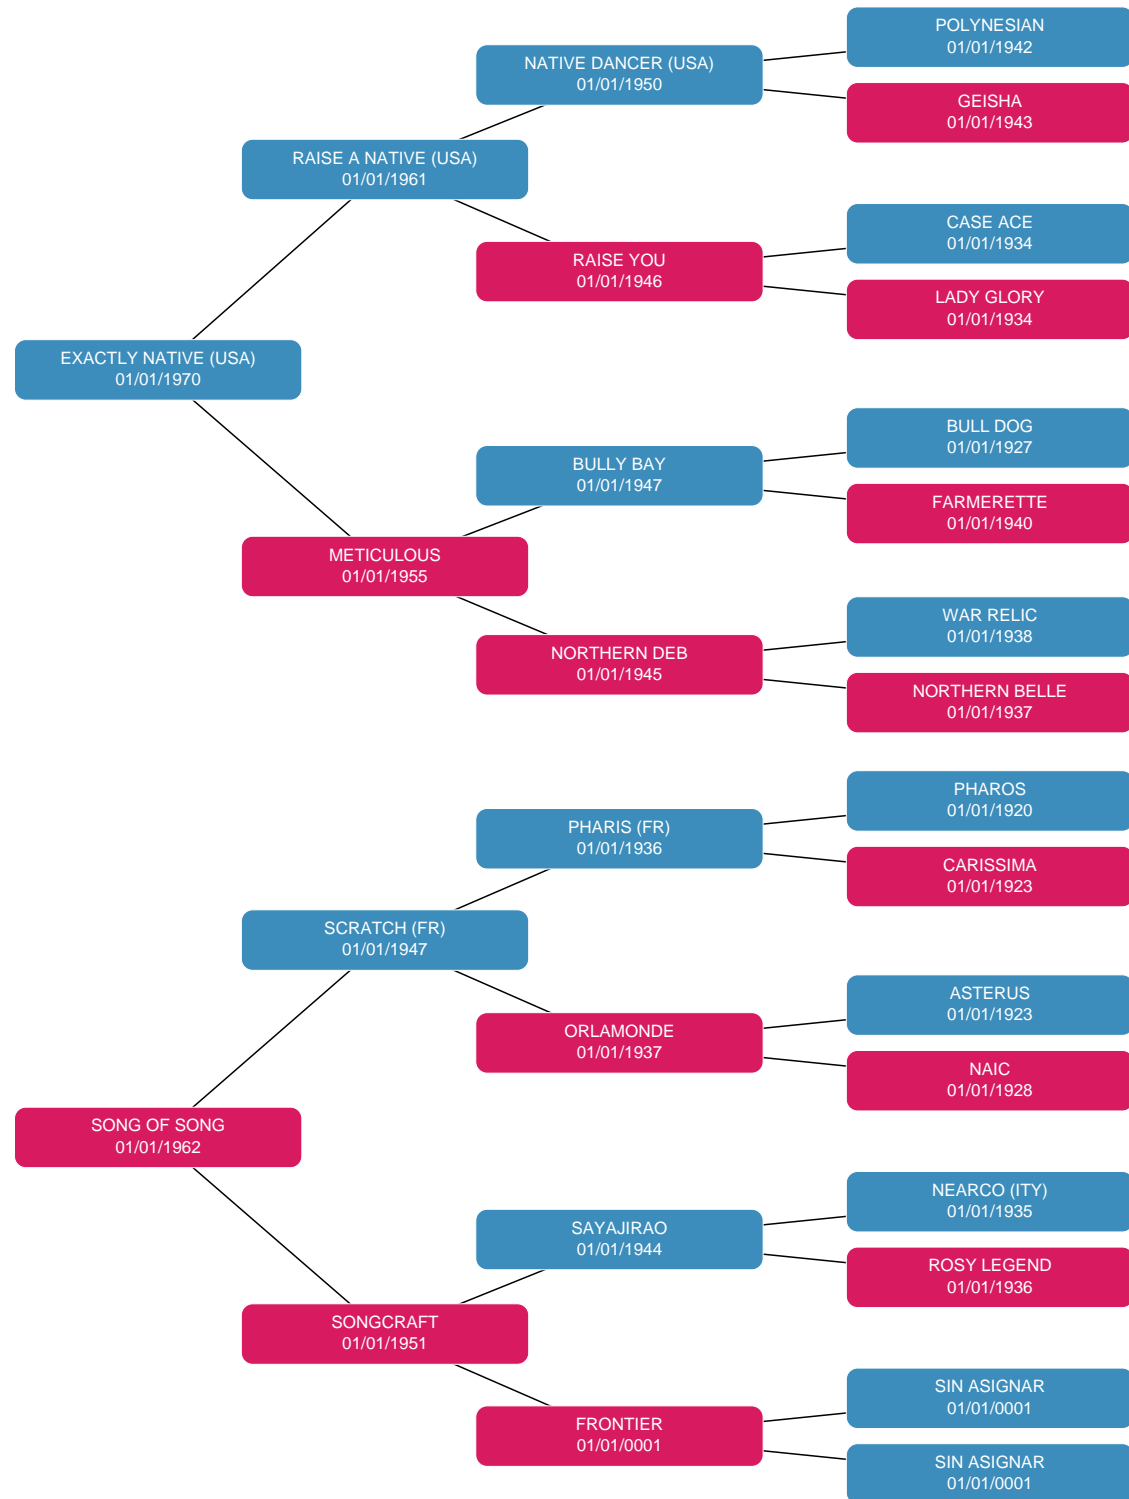 POLYNESIAN
01/01/1942
NATIVE DANCER (USA)
01/01/1950
GEISHA
01/01/1943
RAISE A NATIVE (USA)
01/01/1961
CASE ACE
01/01/1934
RAISE YOU
01/01/1946
LADY GLORY
01/01/1934
EXACTLY NATIVE (USA)
01/01/1970
BULL DOG
01/01/1927
BULLY BAY
01/01/1947
FARMERETTE
01/01/1940
METICULOUS
01/01/1955
WAR RELIC
01/01/1938
NORTHERN DEB
01/01/1945
NORTHERN BELLE
01/01/1937
PHAROS
01/01/1920
PHARIS (FR)
01/01/1936
CARISSIMA
01/01/1923
SCRATCH (FR)
01/01/1947
ASTERUS
01/01/1923
ORLAMONDE
01/01/1937
NAIC
01/01/1928
SONG OF SONG
01/01/1962
NEARCO (ITY)
01/01/1935
SAYAJIRAO
01/01/1944
ROSY LEGEND
01/01/1936
SONGCRAFT
01/01/1951
SIN ASIGNAR
01/01/0001
FRONTIER
01/01/0001
SIN ASIGNAR
01/01/0001